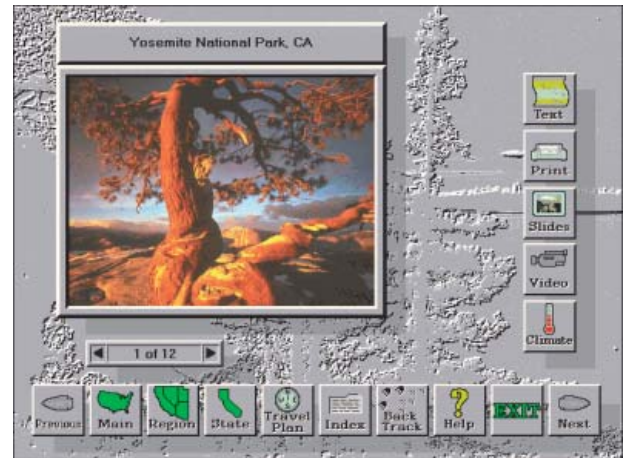 Yosemite National Park, CA
Text
Print
Slides
Video
Climate
1 of 12
Previous
Main
Region
State
Travel
Plan
Index
Back
Track
Help
EXIT
Next